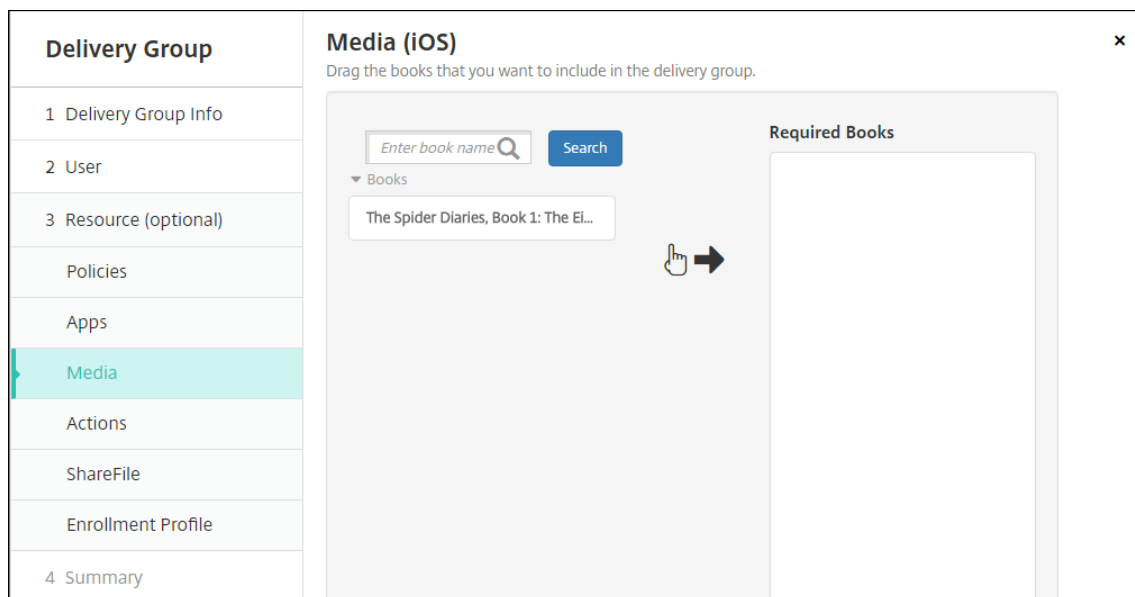 Delivery Group
1 Delivery Group Info
2 User
3 Resource (optional)
Policies
Apps
Media
Actions
ShareFile
Enrollment Profile
4 Summary
Media (iOS)
Drag the books that you want to include in the delivery group.
Enter book name
Search
Books
The Spider Diaries, Book 1: The Ei...
Required Books